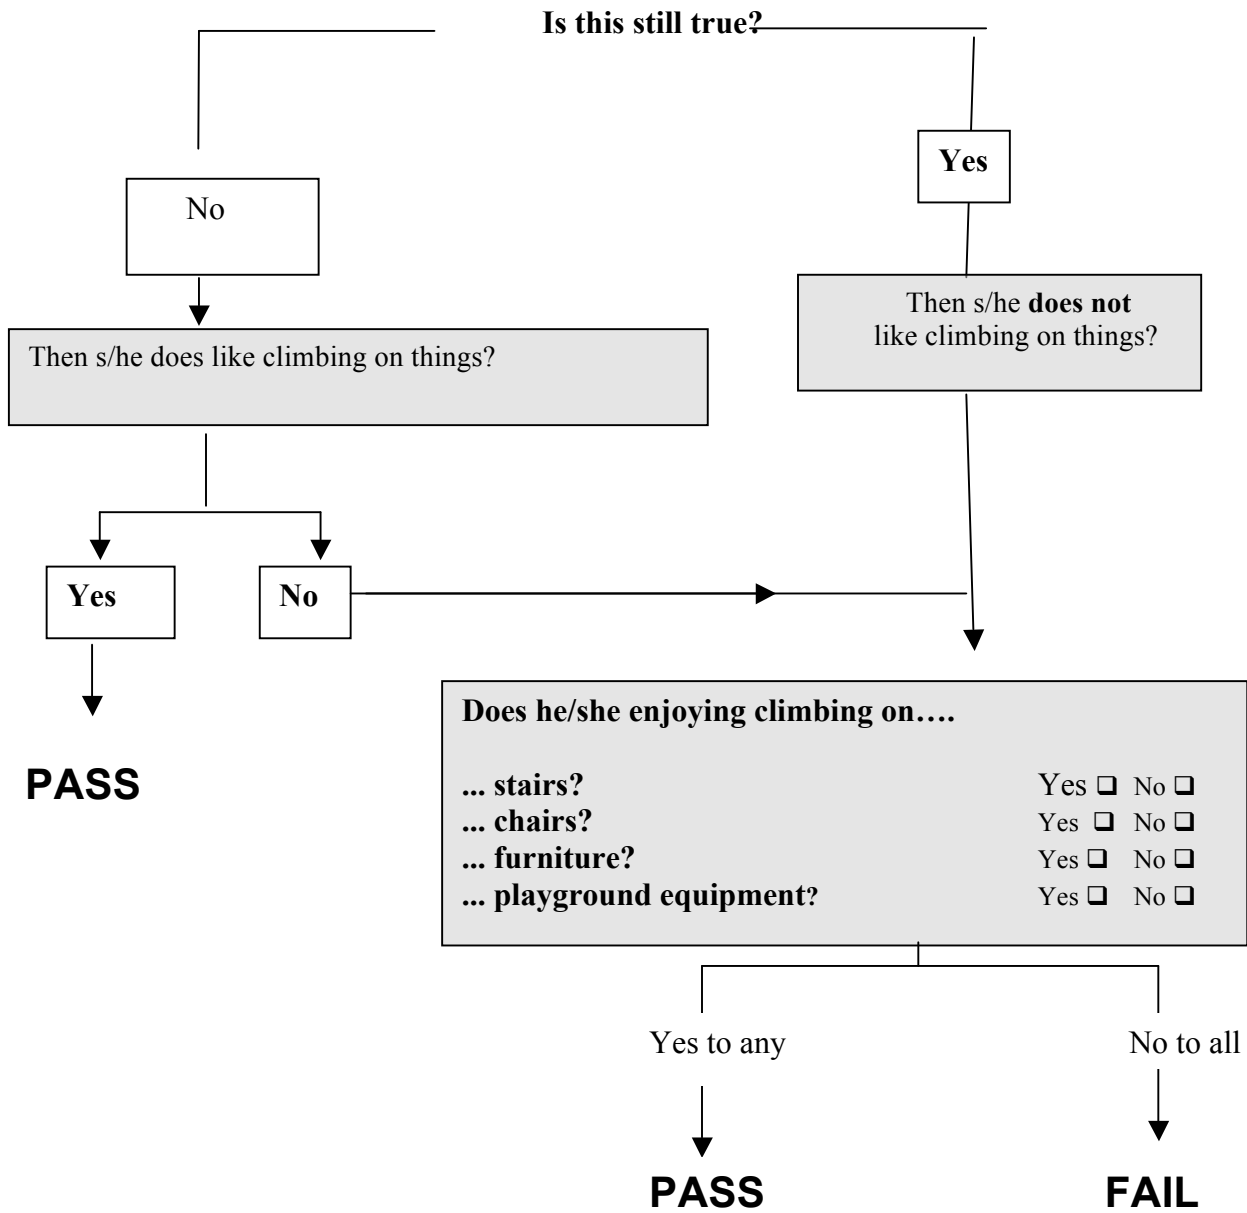 Is this still true?
Yes
No
Then s/he does not
like climbing on things?
Then s/he does like climbing on things?
Yes
No
Does he/she enjoying climbing on….
... stairs? Yes ❑ No ❑
... chairs? Yes ❑ No ❑
... furniture? Yes ❑ No ❑
... playground equipment? Yes ❑ No ❑
PASS
Yes to any
No to all
PASS
FAIL